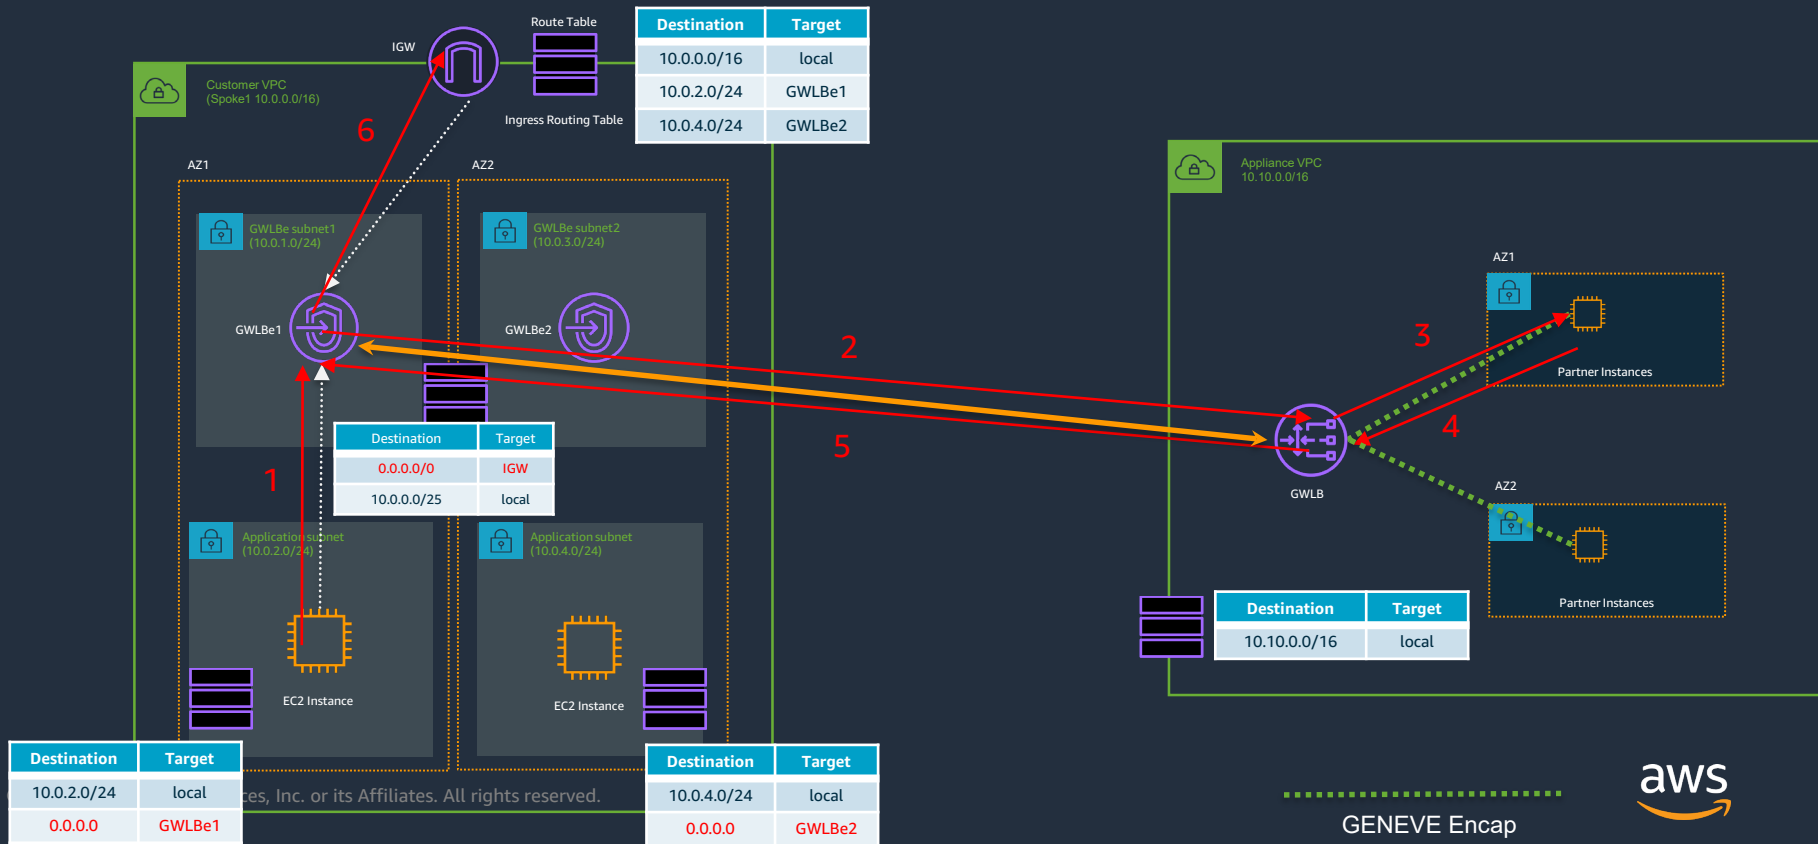 Route Table
IGW
Ingress Routing Table
Destination Target
10.0.0.0/16 local
10.0.2.0/24 GWLBe1
10.0.4.0/24 GWLBe2
Customer VPC
(Spoke1 10.0.0.0/16)
6
AZ1
AZ2
GWLBe subnet1
(10.0.1.0/24)
GWLBe subnet2
(10.0.3.0/24)
GWLBe1
GWLBe2
Destination Target
0.0.0.0/0 IGW
10.0.0.0/25 local
1
2
5
Application subnet
(10.0.2.0/24)
Application subnet
(10.0.4.0/24)
EC2 Instance
EC2 Instance
Destination Target
10.0.2.0/24 local
0.0.0.0 GWLBe1
ces, Inc. or its Affiliates. All rights reserved.
Destination Target
10.0.4.0/24 local
0.0.0.0 GWLBe2
Appliance VPC
10.10.0.0/16
AZ1
3
Partner Instances
4
GWLB
AZ2
Partner Instances
Destination Target
10.10.0.0/16 local
GENEVE Encap
aws